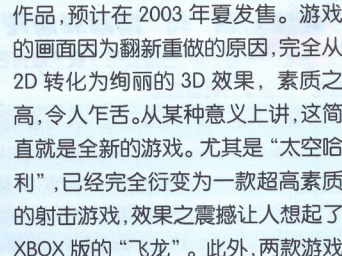 作品,预计在 2003 年夏发售。游戏
的画面因为翻新重做的原因,完全从
2D 转化为绚丽的 3D 效果，素质之
高,令人乍舌。从某种意义上讲,这简
直就是全新的游戏。尤其是“太空哈
利”,已经完全衍变为一款超高素质
的射击游戏,效果之震撼让人想起了
XBOX 版的“飞龙”。此外,两款游戏